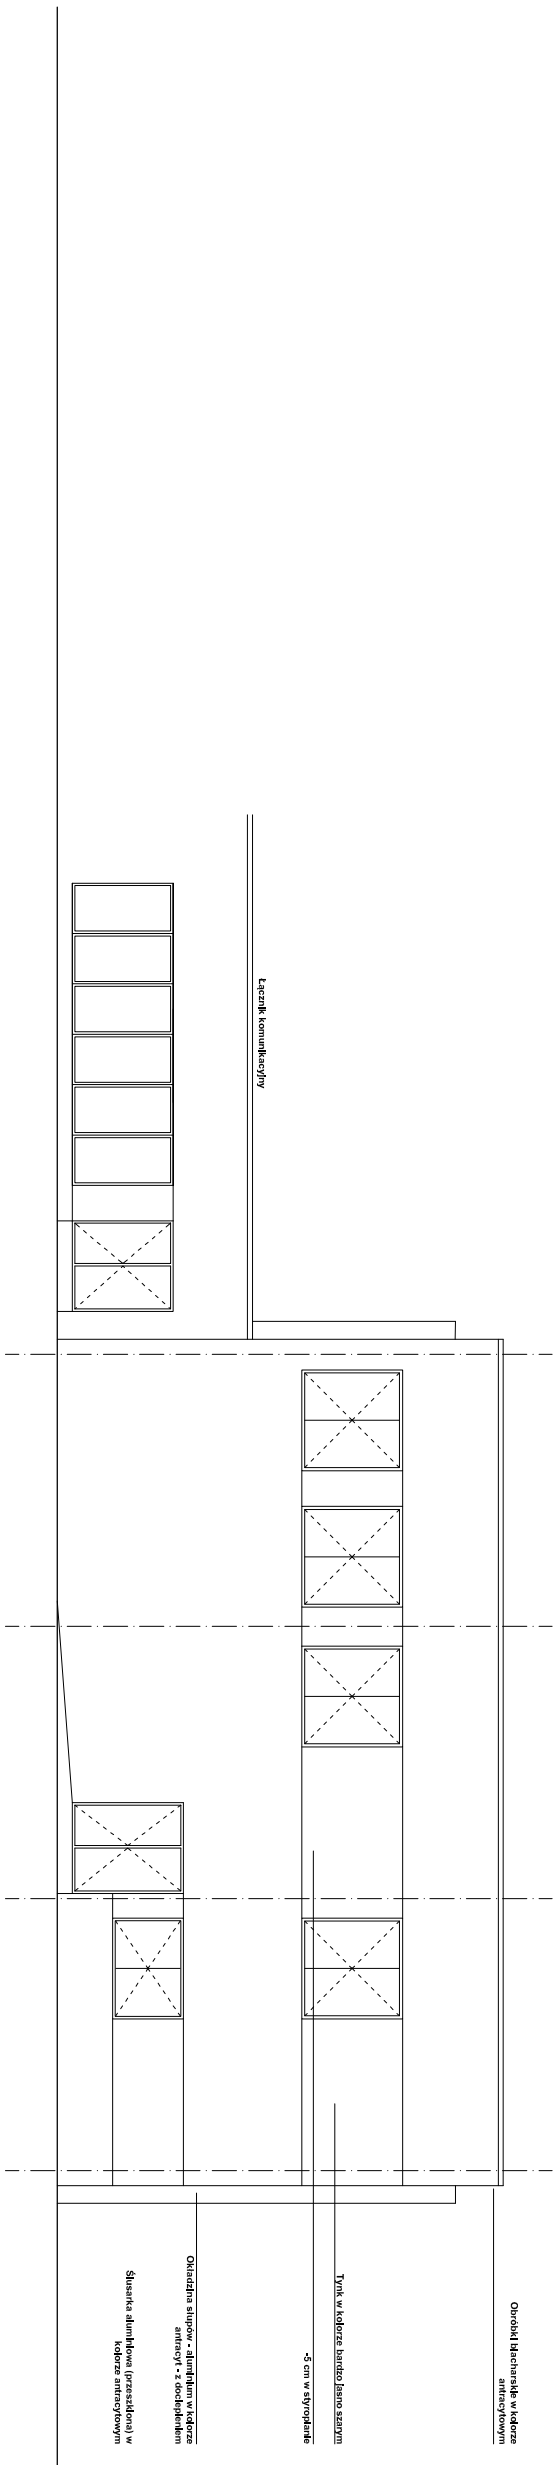 Łącznik komunikacyjny
Obróbki blacharskie w kolorze
antracytowym
Tynk w kolorze bardzo jasno szarym
-5 cm w styropianie
Okładzina słupów - aluminium w kolorze
antracyt - z dociepleniem
Ślusarka aluminiowa (przeszklona) w
kolorze antracytowym